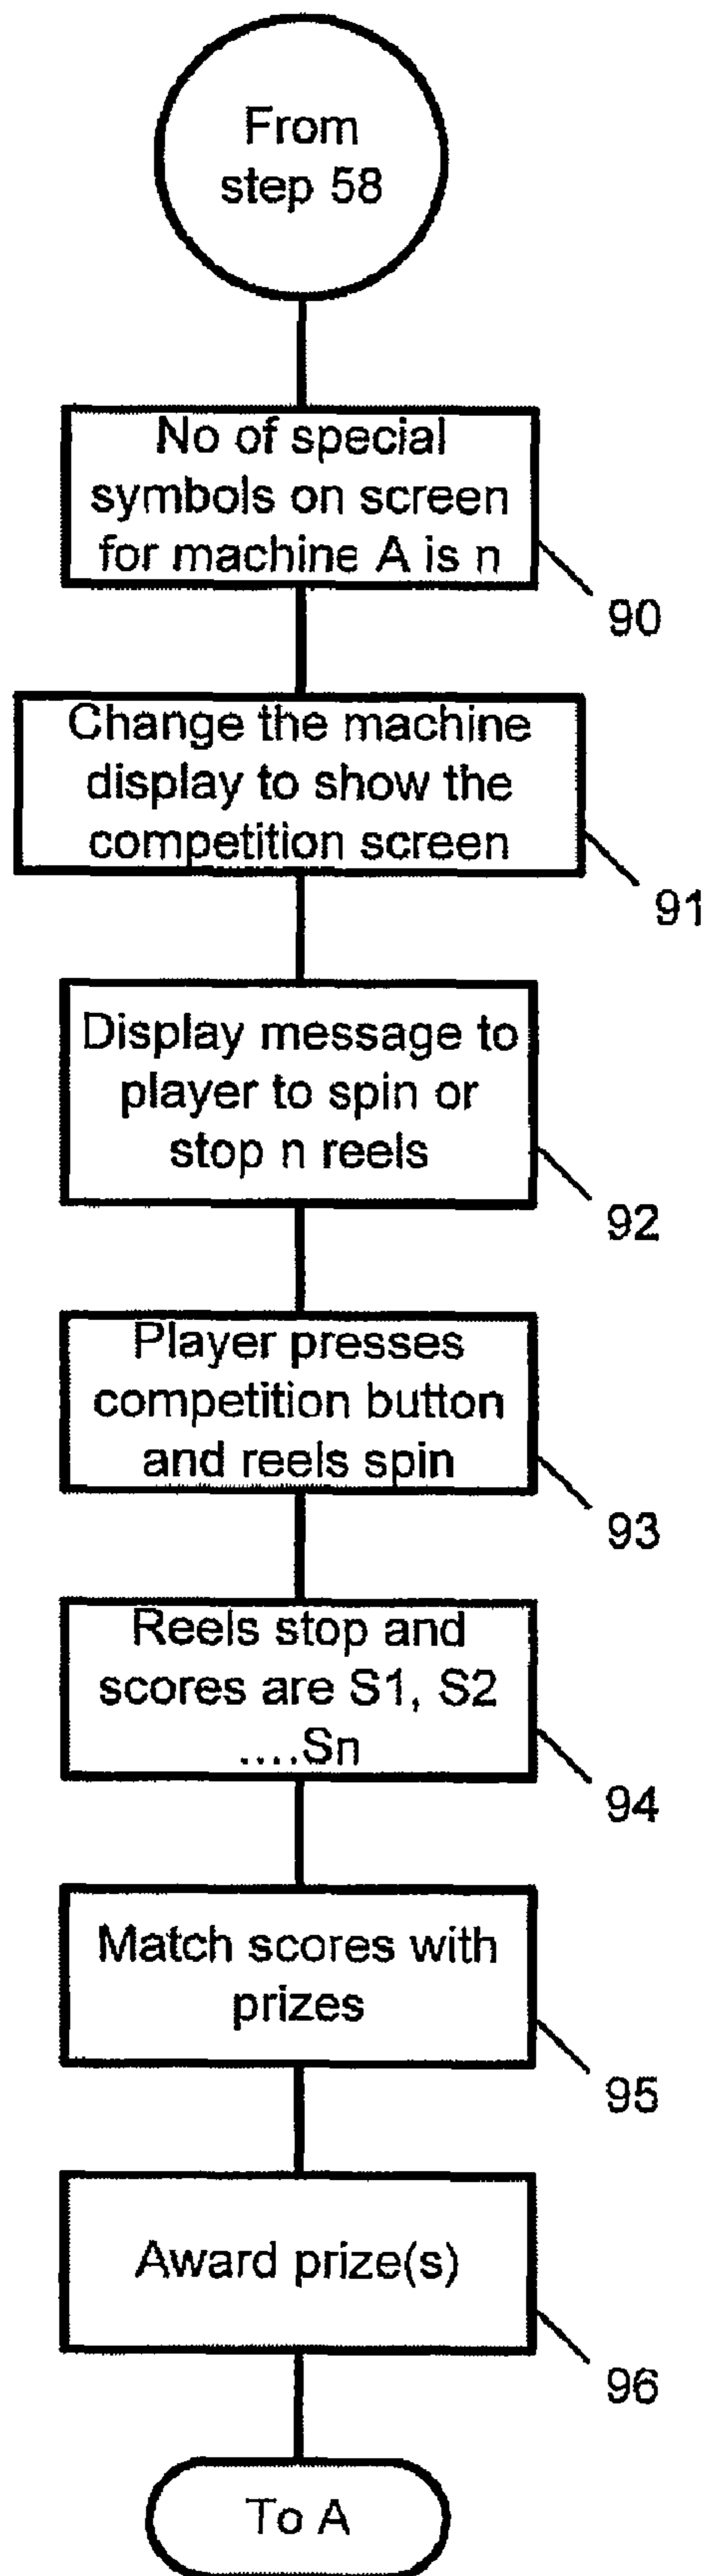 From
step 58
No of special
symbols on screen
for machine A is n
90
Change the machine
display to show the
competition screen
91
Display message to
player to spin or
stop n reels
92
Player presses
competition button
and reels spin
93
Reels stop and
scores are S1, S2
....Sn
94
Match scores with
prizes
95
Award prize(s)
96
To A